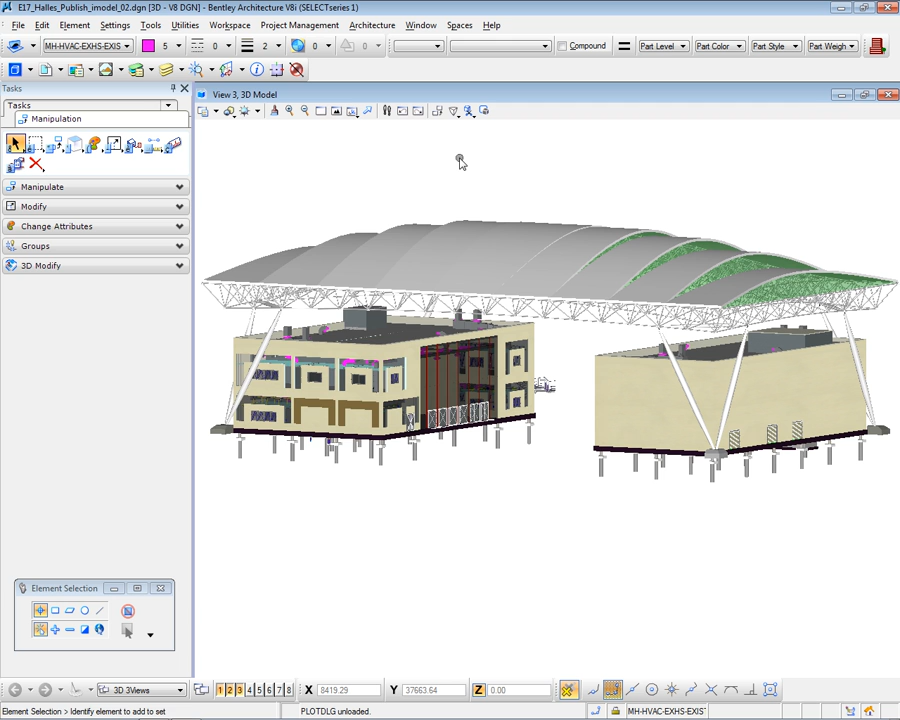 E17_Halles_Publish_imodel_02.dgn [3D - V8 DGN] - Bentley Architecture V8i (SELECTseries 1)
File Edit Element Settings Tools Utilities Workspace Project Management Architecture Window Spaces Help
MH-HVAC-EXHS-EXIS 5 0 2 0 0 Compound Part Level Part Color Part Style Part Weigh
Tasks
View 3, 3D Model
Tasks
Manipulation
Manipulate
Modify
Change Attributes
Groups
3D Modify
Element Selection
3D 3Views 1 2 3 4 5 6 7 8 X 8419.29 Y 37663.64 Z 0.00
Element Selection > Identify element to add to set PLOTDLG unloaded. MH-HVAC-EXHS-EXIS